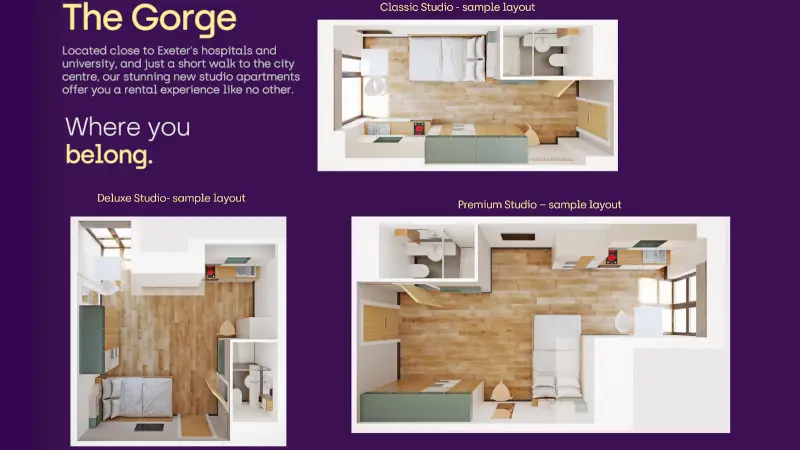 The Gorge
Located close to Exeter's hospitals and
university, and just a short walk to the city
centre, our stunning new studio apartments
offer you a rental experience like no other.
Where you
belong.
Classic Studio - sample layout
Deluxe Studio- sample layout
Premium Studio – sample layout